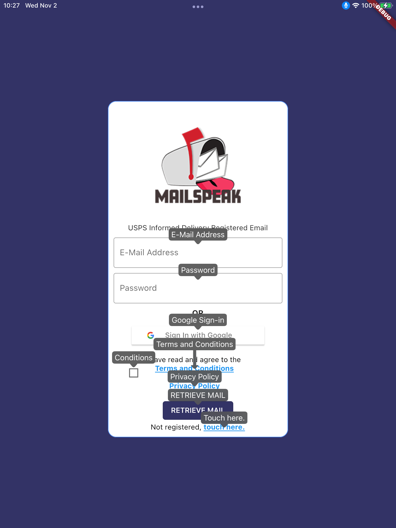 10:27 Wed Nov 2
100%
DEBUG
MAILSPEAK
USPS Informed Delivery Registered Email
E-Mail Address
E-Mail Address
Password
Password
OR
Google Sign-in
Sign In with Google
Terms and Conditions
Conditions
have read and agree to the
Terms and Conditions
Privacy Policy
Privacy Policy
RETRIEVE MAIL
RETRIEVE MAIL
Touch here.
Not registered, touch here.